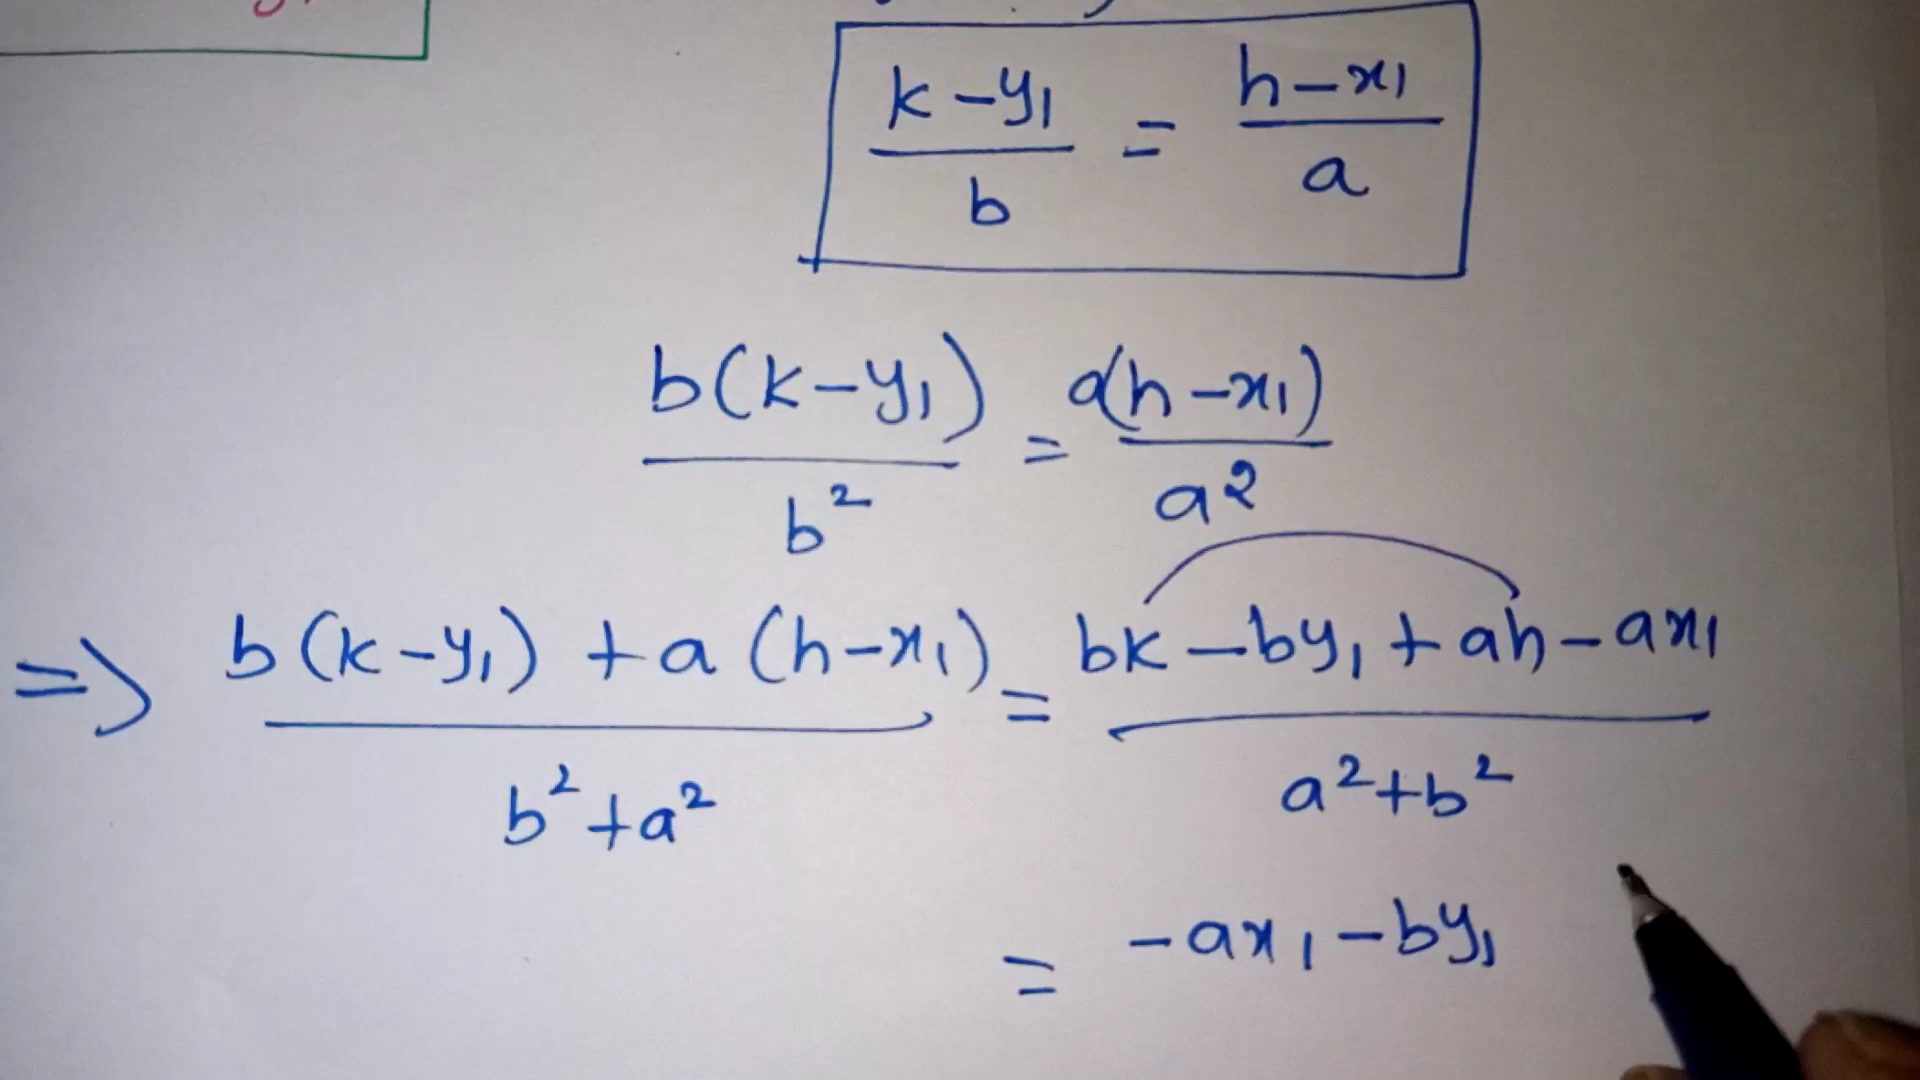 (k-y₁)/b = (h-x₁)/a
b(k-y₁)/b² = a(h-x₁)/a²
=> (b(k-y₁)+a(h-x₁))/(b²+a²) = (bk-by₁+ah-ax₁)/(a²+b²)
= -ax₁-by₁